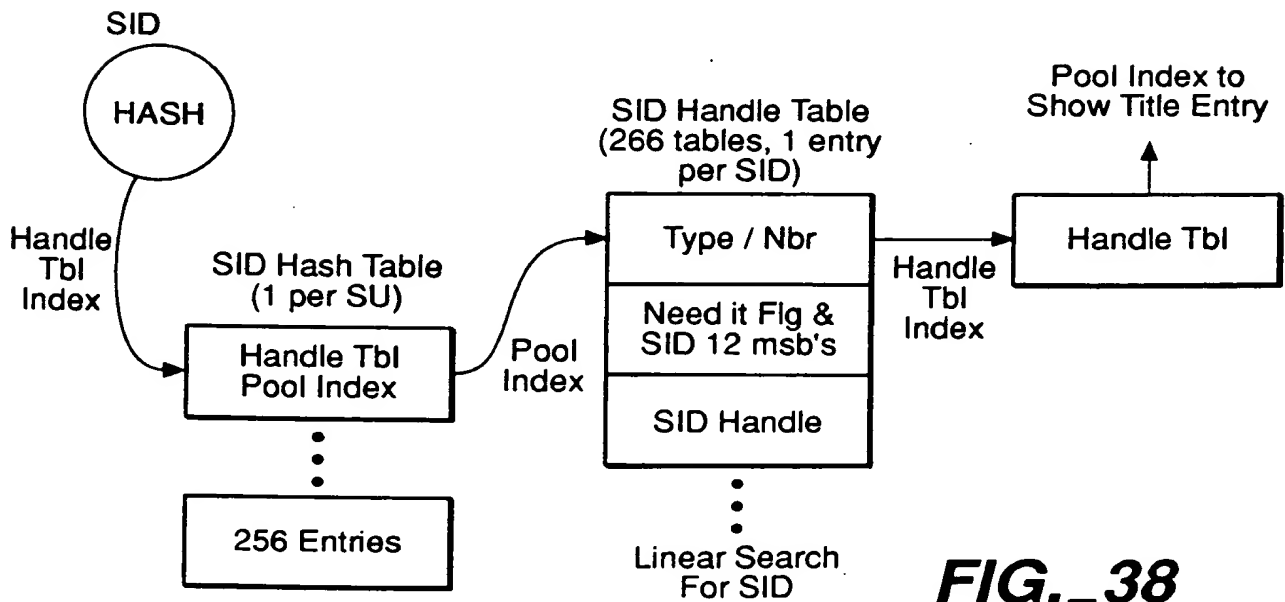 SID
HASH
Handle
Tbl
Index
SID Hash Table
(1 per SU)
Handle Tbl
Pool Index
256 Entries
Pool
Index
SID Handle Table
(266 tables, 1 entry
per SID)
Type / Nbr
Need it Flg &
SID 12 msb's
SID Handle
Linear Search
For SID
Handle
Tbl
Index
Pool Index to
Show Title Entry
Handle Tbl
FIG._38